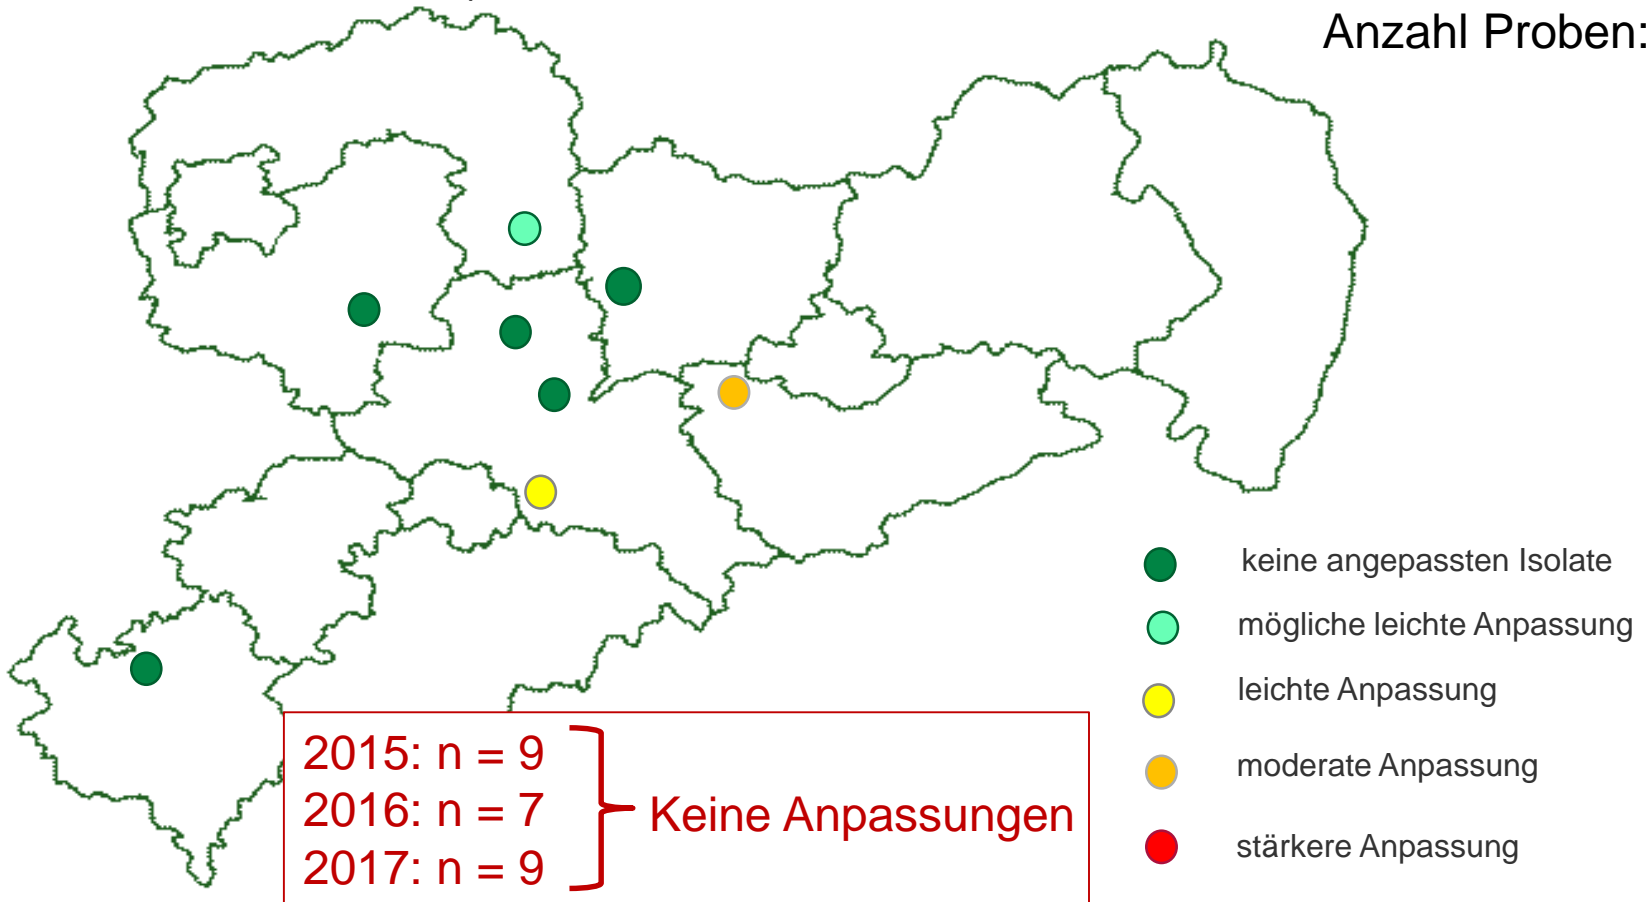 Anzahl Proben:
keine angepassten Isolate
mögliche leichte Anpassung
leichte Anpassung
moderate Anpassung
stärkere Anpassung
2015: n = 9
2016: n = 7
2017: n = 9
Keine Anpassungen